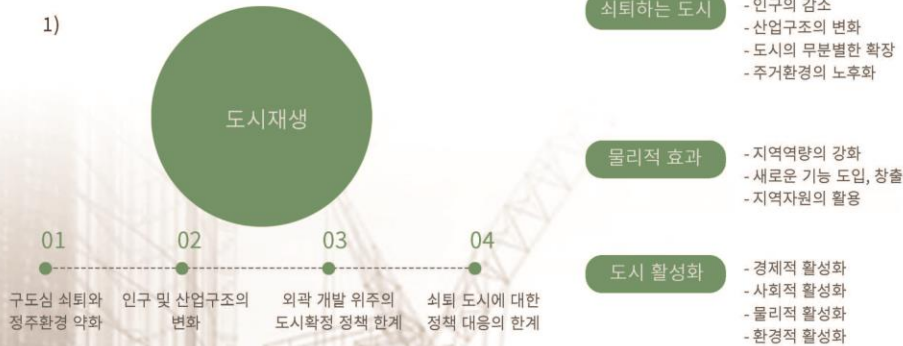 1)
도시재생
01
구도심 쇠퇴와
정주환경 약화
02
인구 및 산업구조의
변화
03
외곽 개발 위주의
도시확정 정책 한계
04
쇠퇴 도시에 대한
정책 대응의 한계
쇠퇴하는 도시
- 인구의 감소
- 산업구조의 변화
- 도시의 무분별한 확장
- 주거환경의 노후화
물리적 효과
- 지역역량의 강화
- 새로운 기능 도입, 창출
- 지역자원의 활용
도시 활성화
- 경제적 활성화
- 사회적 활성화
- 물리적 활성화
- 환경적 활성화